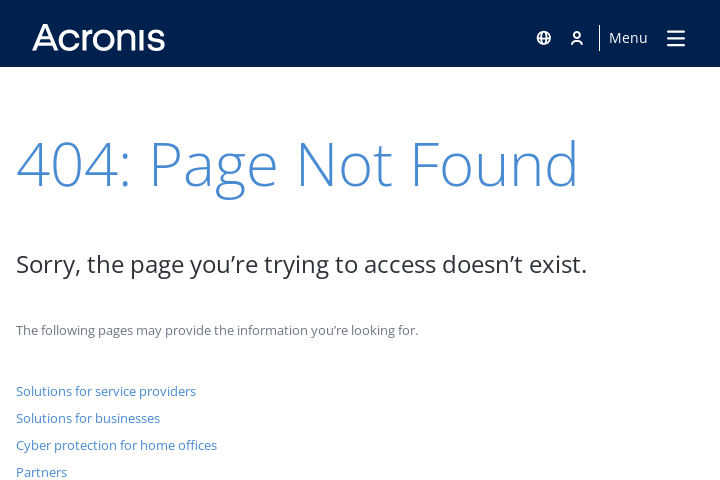 Acronis
Menu
404: Page Not Found
Sorry, the page you’re trying to access doesn’t exist.
The following pages may provide the information you’re looking for.
Solutions for service providers
Solutions for businesses
Cyber protection for home offices
Partners